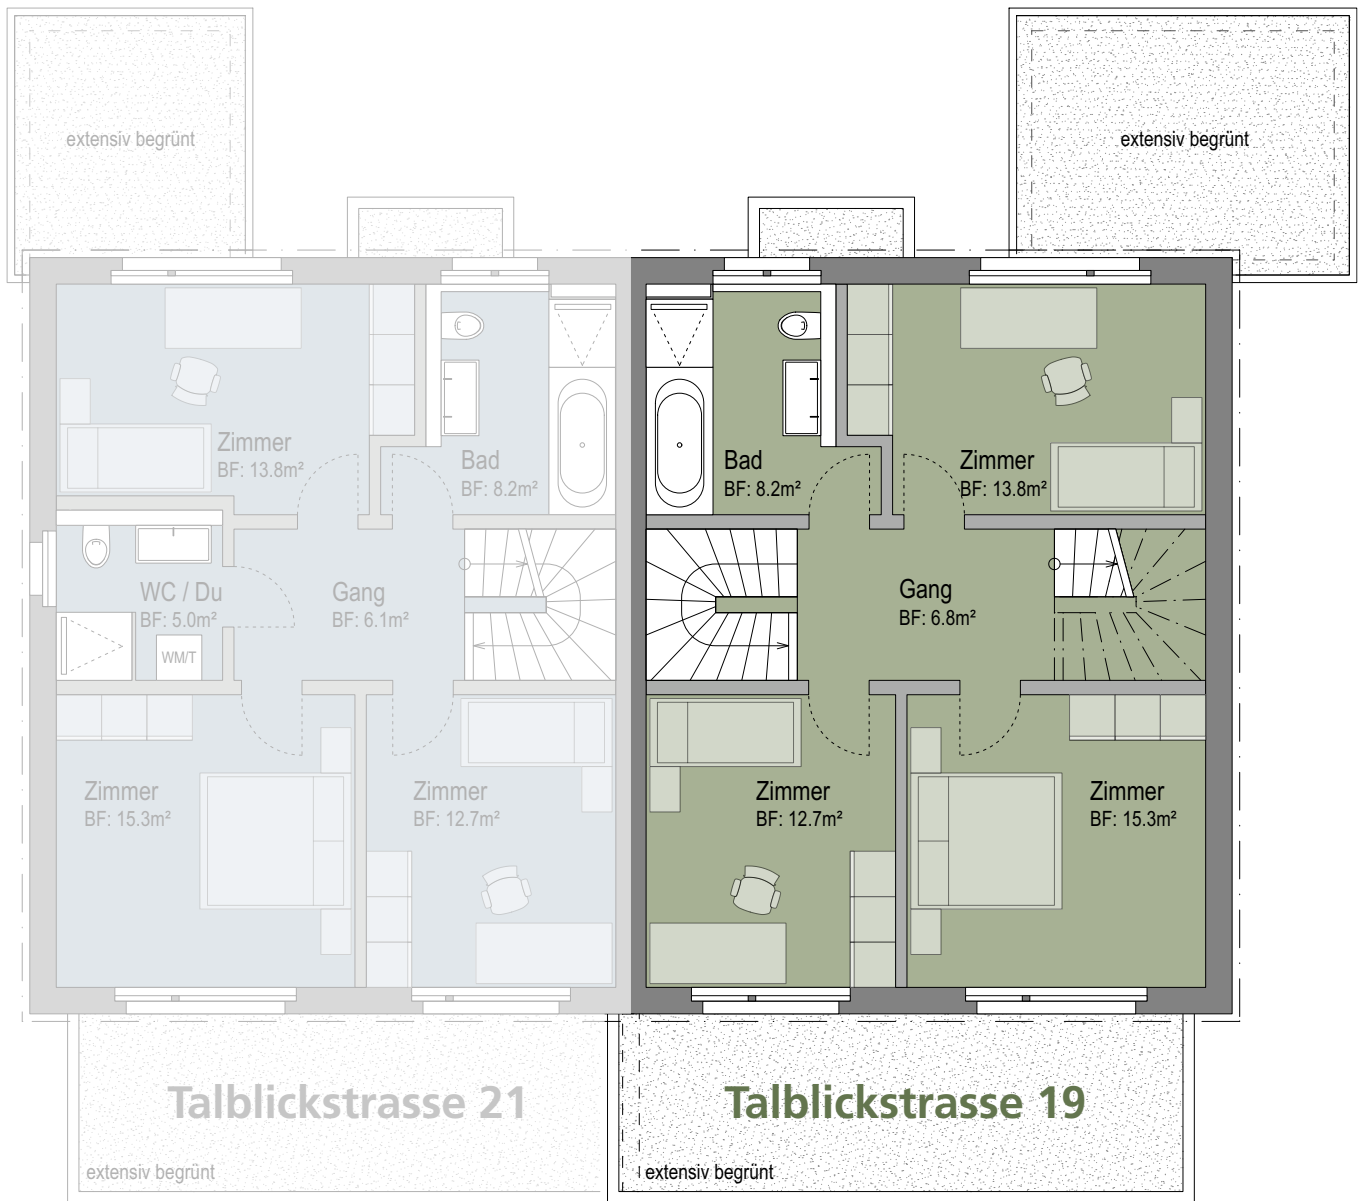 extensiv begrünt
extensiv begrünt
Zimmer
BF: 13.8m²
Bad
BF: 8.2m²
Bad
BF: 8.2m²
Zimmer
BF: 13.8m²
WC / Du
BF: 5.0m²
WM/T
Gang
BF: 6.1m²
Gang
BF: 6.8m²
Zimmer
BF: 15.3m²
Zimmer
BF: 12.7m²
Zimmer
BF: 12.7m²
Zimmer
BF: 15.3m²
Talblickstrasse 21
Talblickstrasse 19
extensiv begrünt
extensiv begrünt